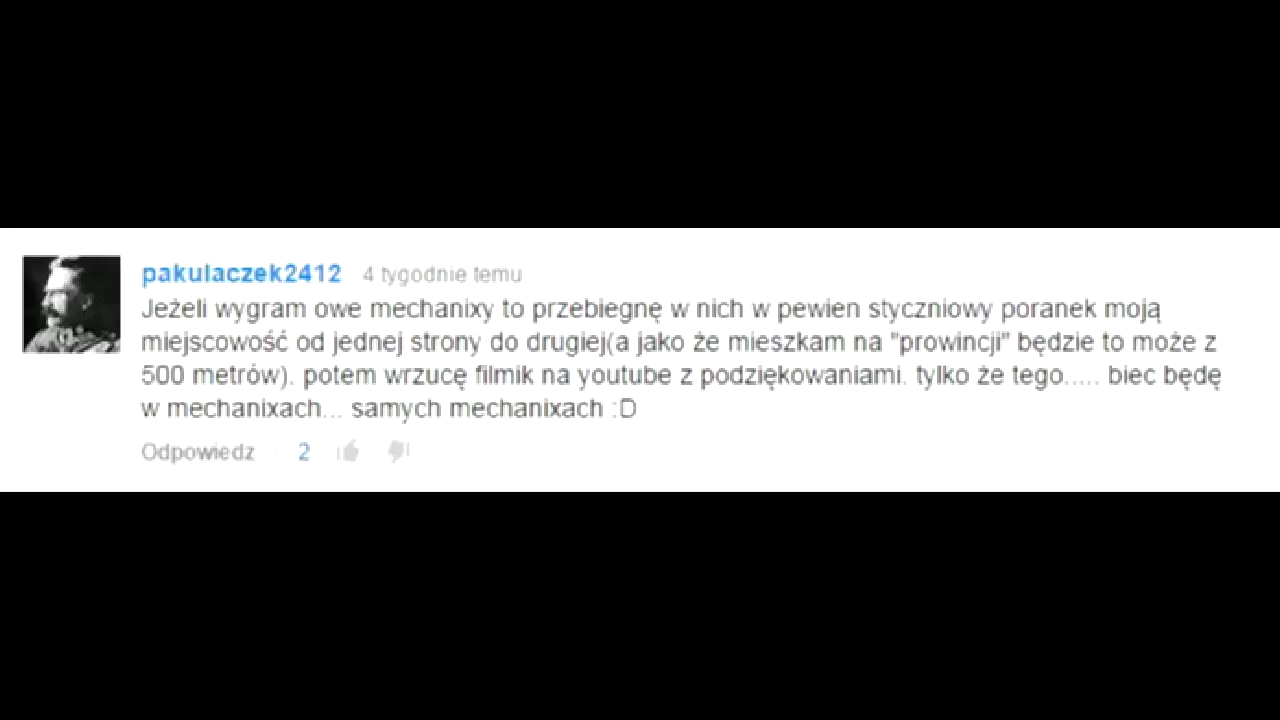 pakulaczek2412 4 tygodnie temu
Jeżeli wygram owe mechanixy to przebiegnę w nich w pewien styczniowy poranek moją
miejscowość od jednej strony do drugiej(a jako że mieszkam na "prowincji" będzie to może z
500 metrów). potem wrzucę filmik na youtube z podziękowaniami. tylko że tego..... biec będę
w mechanixach... samych mechanixach :D
Odpowiedz · 2